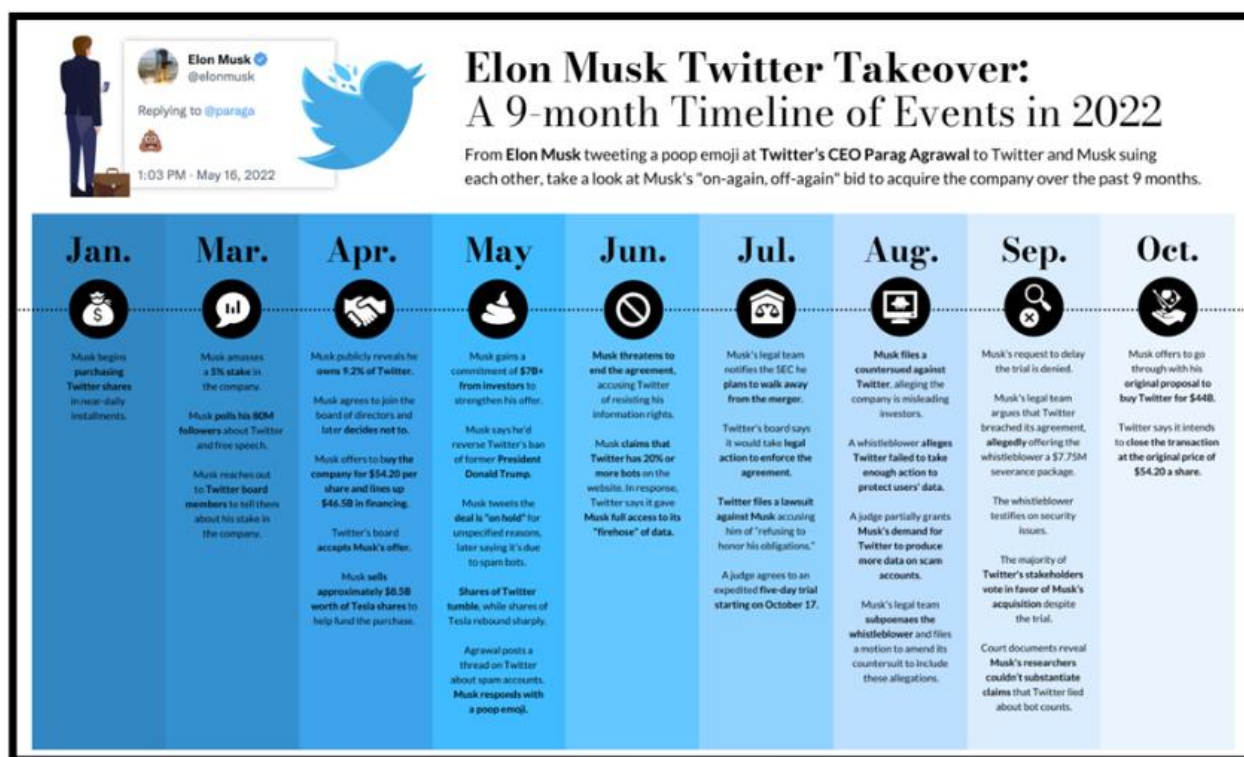 Elon Musk
@elonmusk
Replying to @paraga
1:03 PM · May 16, 2022
Elon Musk Twitter Takeover:
A 9-month Timeline of Events in 2022
From Elon Musk tweeting a poop emoji at Twitter's CEO Parag Agrawal to Twitter and Musk suing
each other, take a look at Musk's "on-again, off-again" bid to acquire the company over the past 9 months.
Jan.
Musk begins
purchasing
Twitter shares
in near-daily
installments.
Mar.
Musk amasses
a 5% stake in
the company.
Musk polls his 80M
followers about Twitter
and free speech.
Musk reaches out
to Twitter board
members to tell them
about his stake in
the company.
Apr.
Musk publicly reveals he
owns 9.2% of Twitter.
Musk agrees to join the
board of directors and
later decides not to.
Musk offers to buy the
company for $54.20 per
share and lines up
$46.5B in financing.
Twitter's board
accepts Musk's offer.
Musk sells
approximately $8.5B
worth of Tesla shares to
help fund the purchase.
May
Musk gains a
commitment of $7B+
from investors to
strengthen his offer.
Musk says he'd
reverse Twitter's ban
of former President
Donald Trump.
Musk tweets the
deal is "on hold" for
unspecified reasons,
later saying it's due
to spam bots.
Shares of Twitter
tumble, while shares of
Tesla rebound sharply.
Agrawal posts a
thread on Twitter
about spam accounts.
Musk responds with
a poop emoji.
Jun.
Musk threatens to
end the agreement,
accusing Twitter
of resisting his
information rights.
Musk claims that
Twitter has 20% or
more bots on the
website. In response,
Twitter says it gave
Musk full access to its
"firehose" of data.
Jul.
Musk's legal team
notifies the SEC he
plans to walk away
from the merger.
Twitter's board says
it would take legal
action to enforce the
agreement.
Twitter files a lawsuit
against Musk accusing
him of "refusing to
honor his obligations."
A judge agrees to an
expedited five-day trial
starting on October 17.
Aug.
Musk files a
countersued against
Twitter, alleging the
company is misleading
investors.
A whistleblower alleges
Twitter failed to take
enough action to
protect users' data.
A judge partially grants
Musk's demand for
Twitter to produce
more data on scam
accounts.
Musk's legal team
subpoenaes the
whistleblower and files
a motion to amend its
countersuit to include
these allegations.
Sep.
Musk's request to delay
the trial is denied.
Musk's legal team
argues that Twitter
breached its agreement,
allegedly offering the
whistleblower a $7.75M
severance package.
The whistleblower
testifies on security
issues.
The majority of
Twitter's stakeholders
vote in favor of Musk's
acquisition despite
the trial.
Court documents reveal
Musk's researchers
couldn't substantiate
claims that Twitter lied
about bot counts.
Oct.
Musk offers to go
through with his
original proposal to
buy Twitter for $44B.
Twitter says it intends
to close the transaction
at the original price of
$54.20 a share.